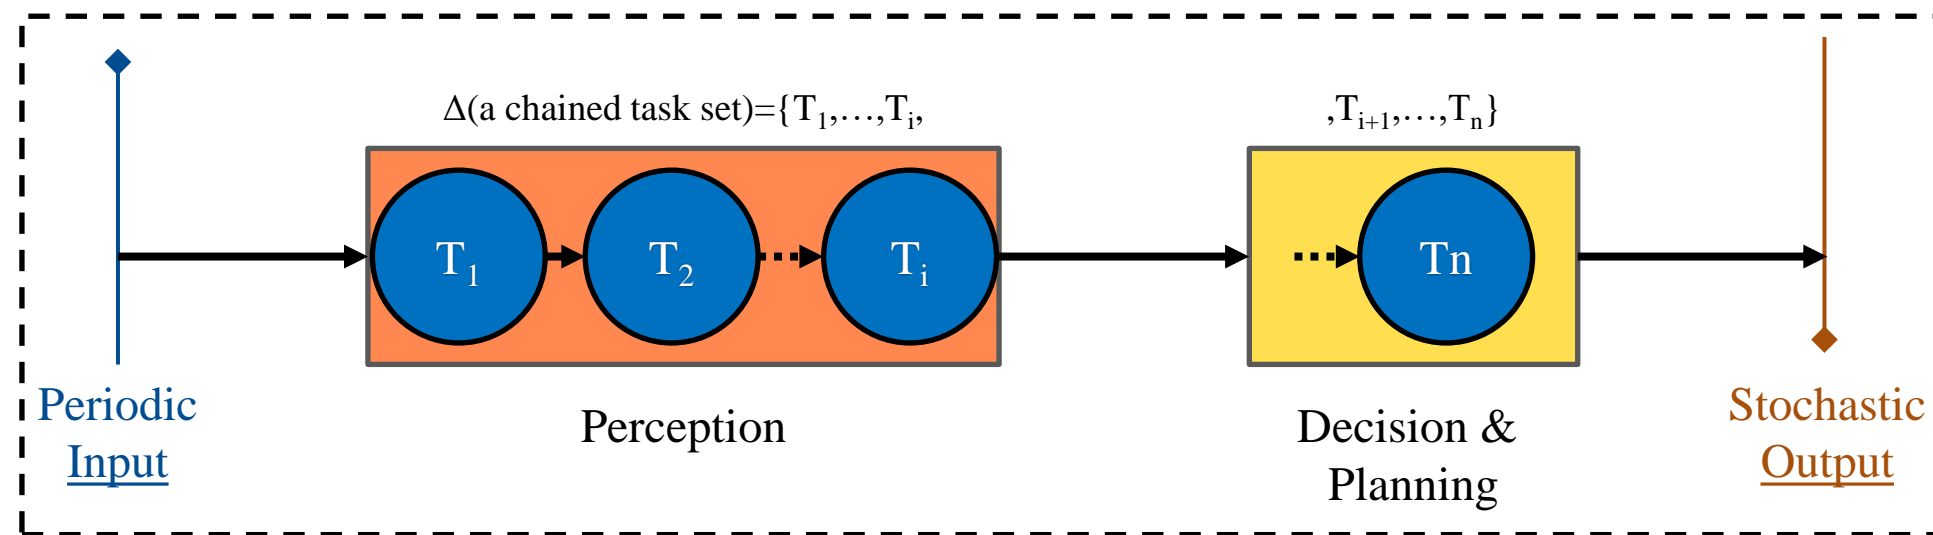 Δ(a chained task set)={T₁,…,Tᵢ,
,Tᵢ₊₁,…,Tₙ}
T₁
T₂
Tᵢ
Tn
Periodic
Input
Perception
Decision &
Planning
Stochastic
Output